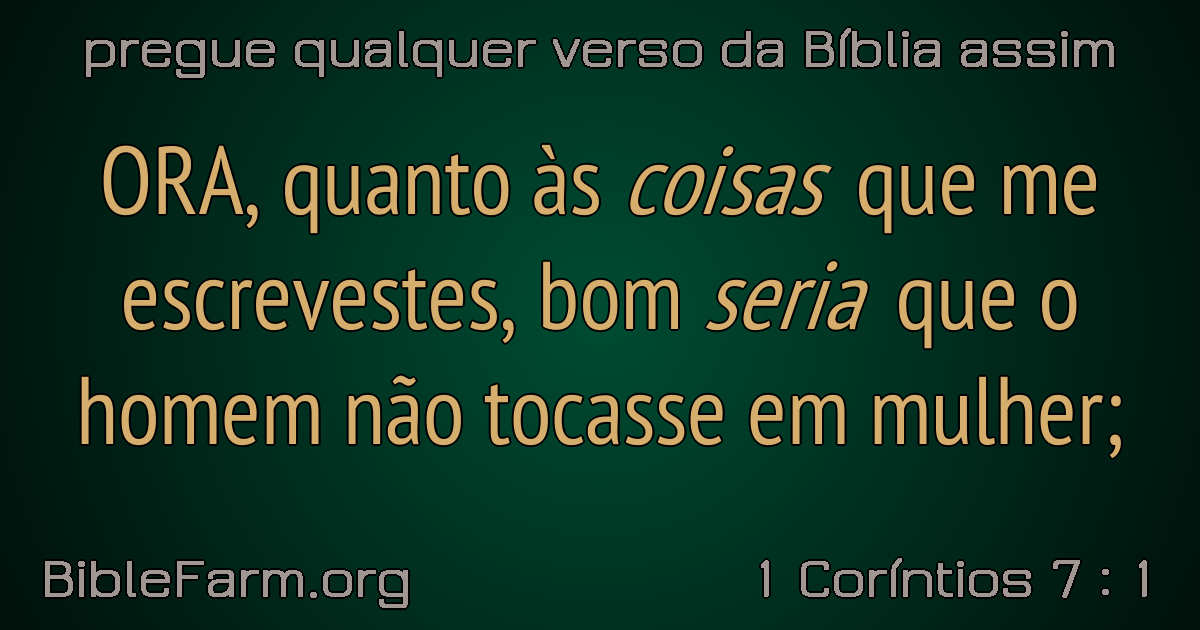 pregue qualquer verso da Bíblia assim
ORA, quanto às coisas que me
escrevestes, bom seria que o
homem não tocasse em mulher;
BibleFarm.org
1 Coríntios 7 : 1